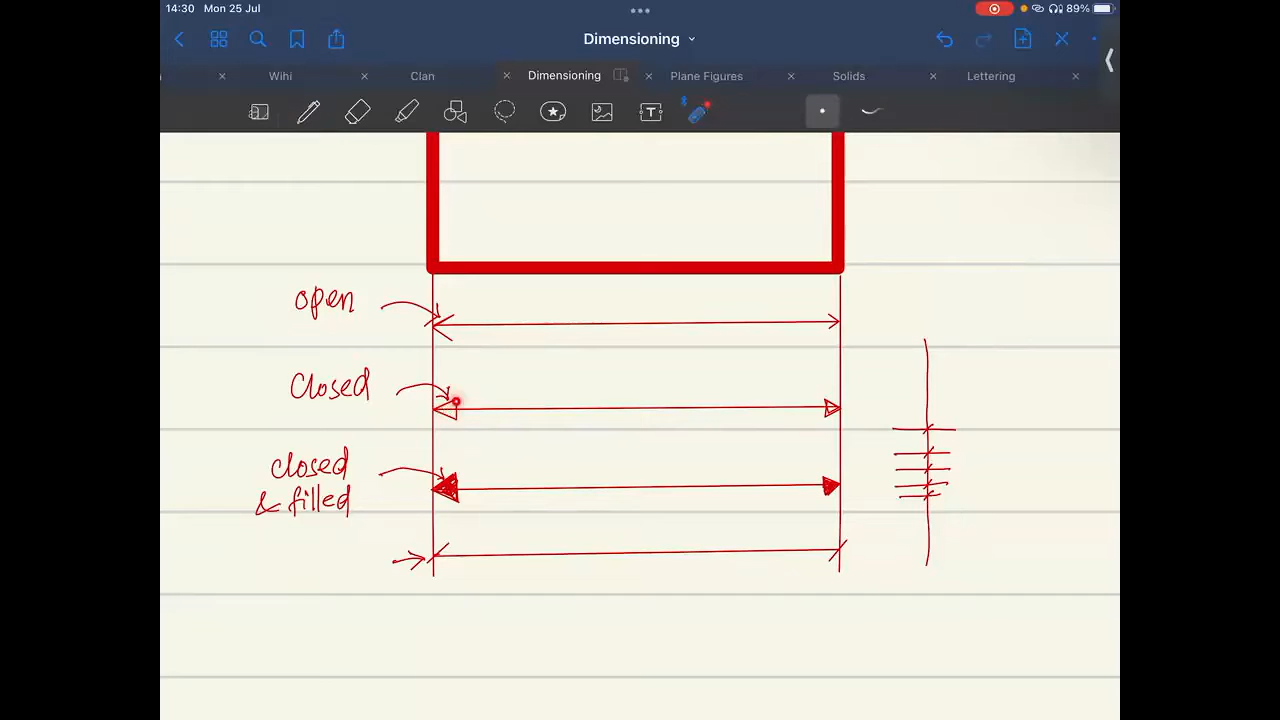 14:30 Mon 25 Jul
89%
Dimensioning
Wihi
Clan
Dimensioning
Plane Figures
Solids
Lettering
T
open
Closed
closed
& filled